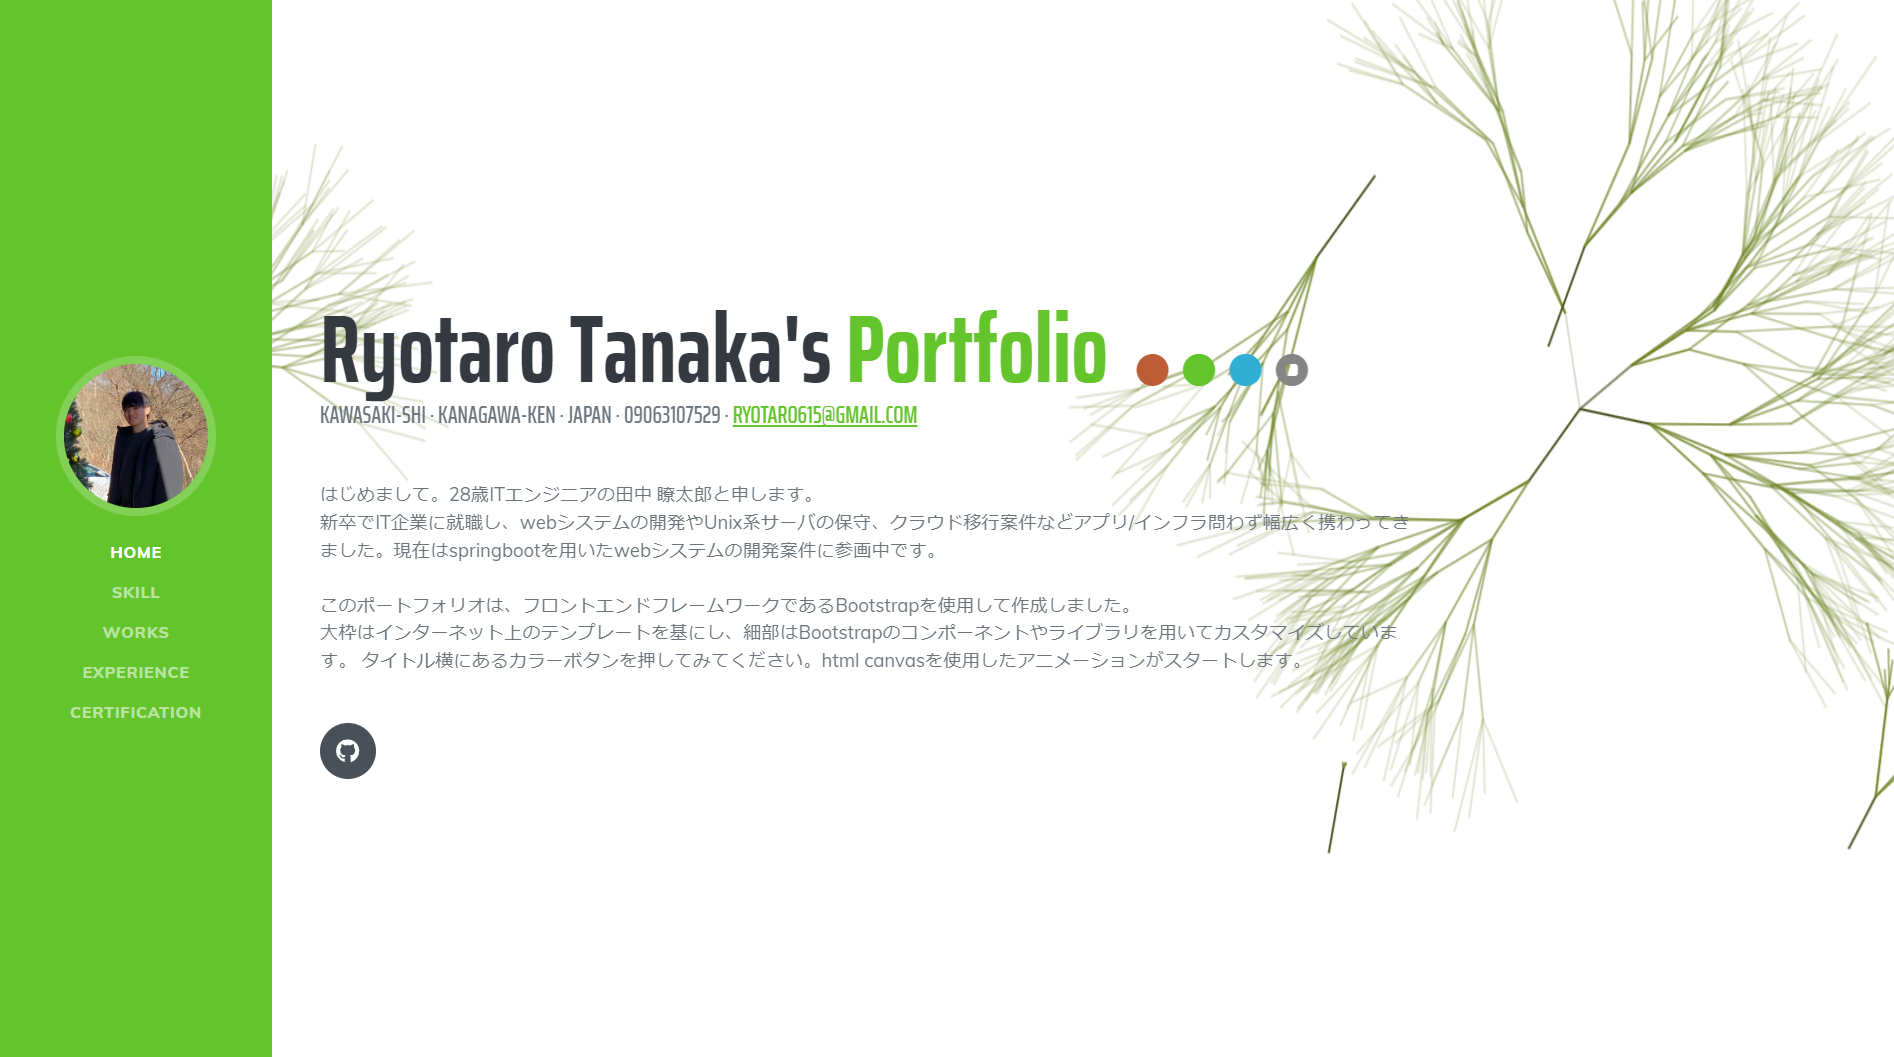 HOME
SKILL
WORKS
EXPERIENCE
CERTIFICATION
Ryotaro Tanaka's Portfolio
KAWASAKI-SHI · KANAGAWA-KEN · JAPAN · 09063107529 · RYOTARO615@GMAIL.COM
はじめまして。28歳ITエンジニアの田中 瞭太郎と申します。
新卒でIT企業に就職し、webシステムの開発やUnix系サーバの保守、クラウド移行案件などアプリ/インフラ問わず幅広く携わってき
ました。現在はspringbootを用いたwebシステムの開発案件に参画中です。
このポートフォリオは、フロントエンドフレームワークであるBootstrapを使用して作成しました。
大枠はインターネット上のテンプレートを基にし、細部はBootstrapのコンポーネントやライブラリを用いてカスタマイズしていま
す。 タイトル横にあるカラーボタンを押してみてください。html canvasを使用したアニメーションがスタートします。